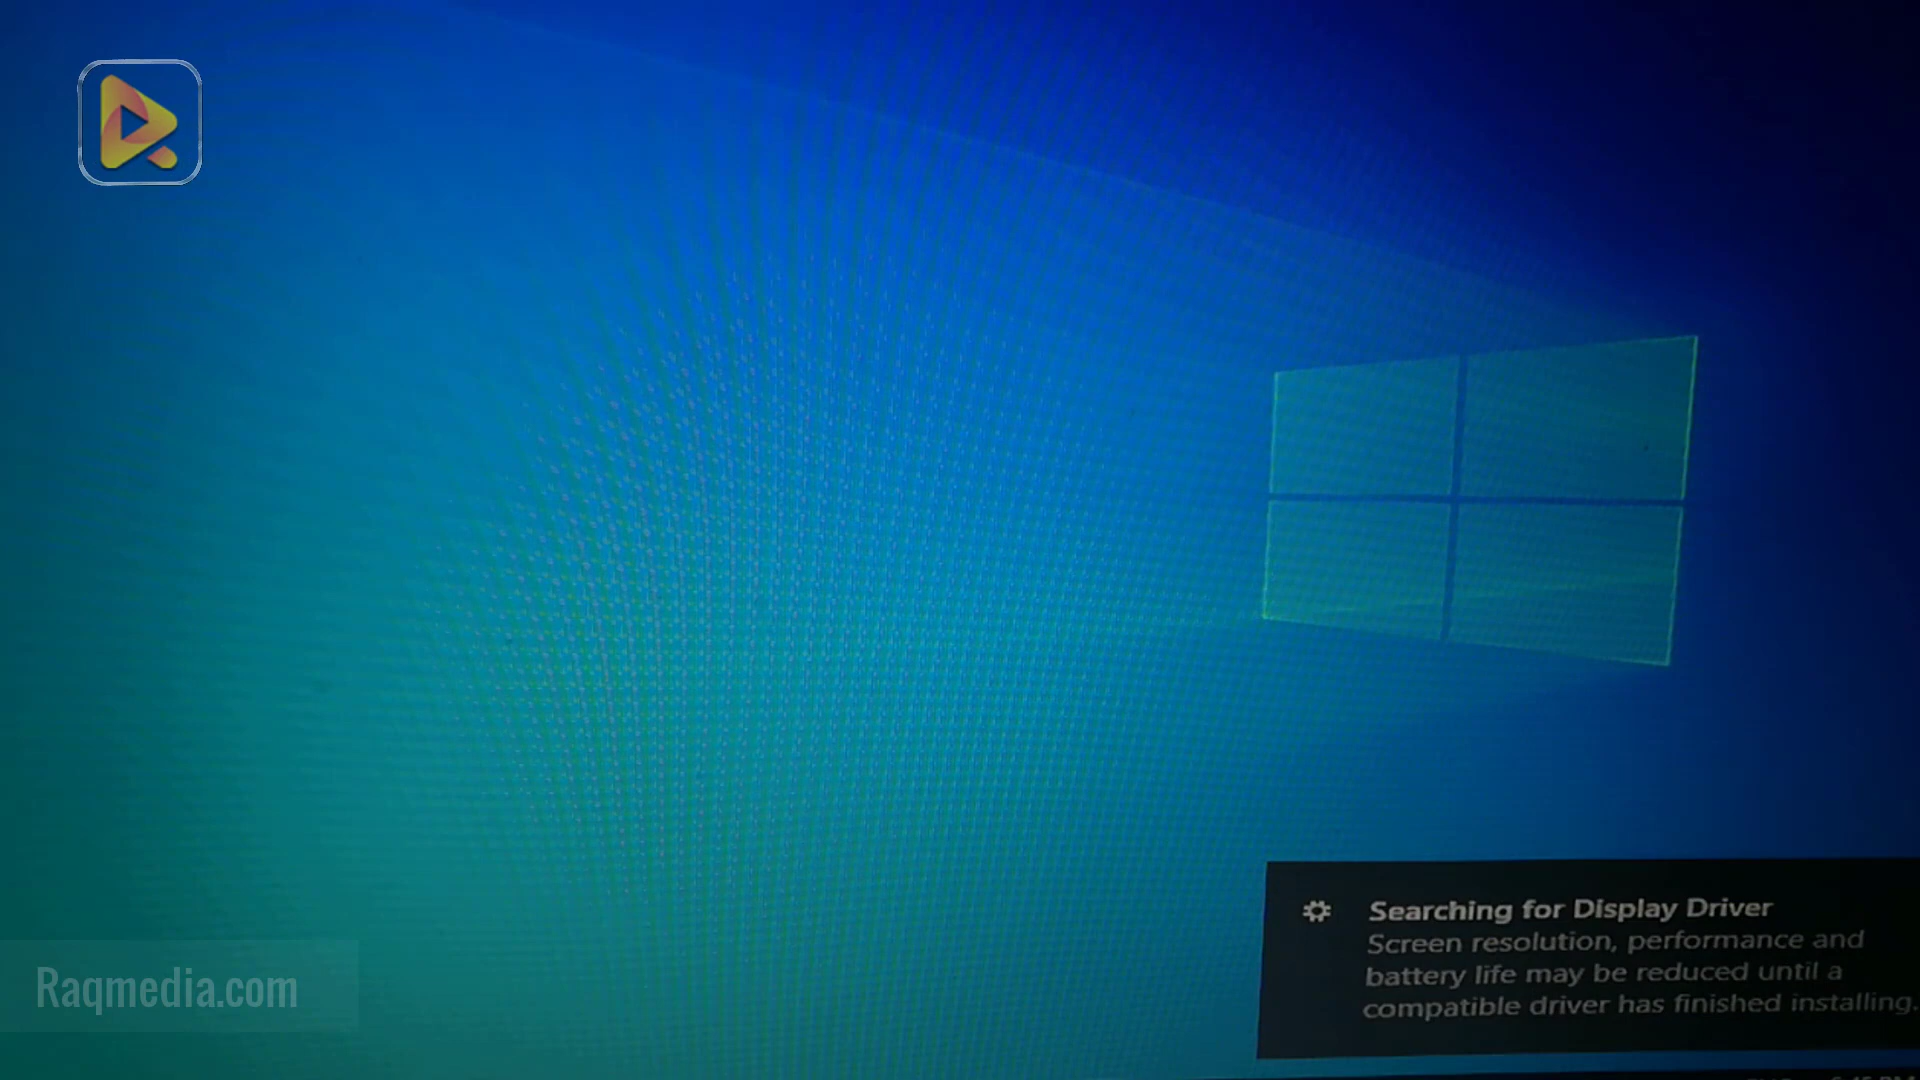 Searching for Display Driver
Screen resolution, performance and
battery life may be reduced until a
compatible driver has finished installing.
Raqmedia.com